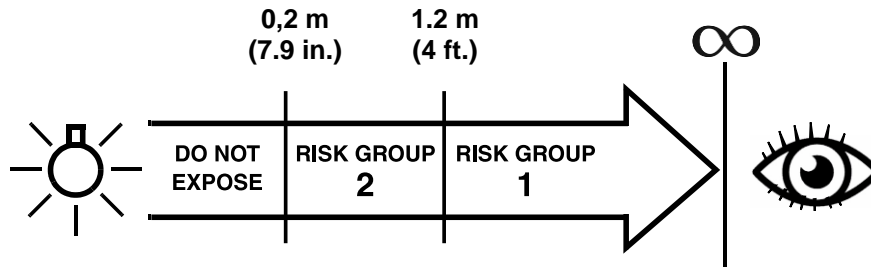 0,2 m
(7.9 in.)
1.2 m
(4 ft.)
∞
DO NOT
EXPOSE
RISK GROUP
2
RISK GROUP
1